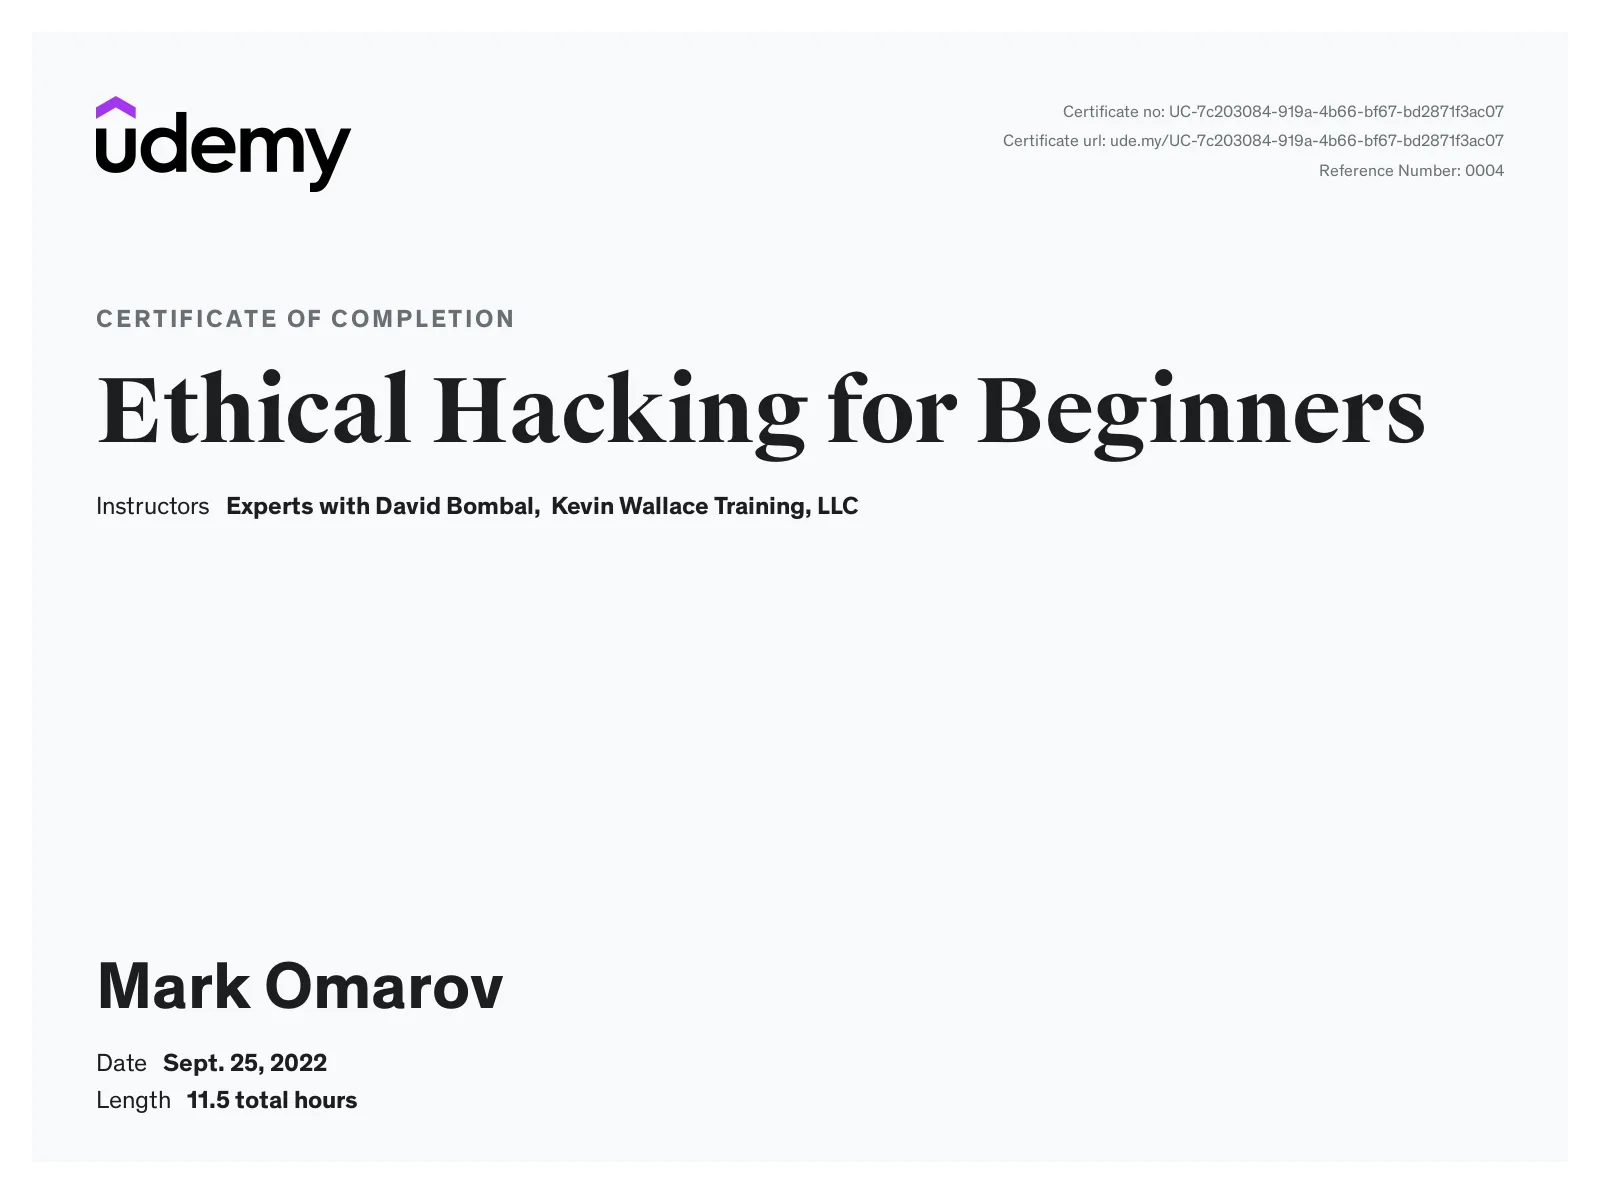 udemy
Certificate no: UC-7c203084-919a-4b66-bf67-bd2871f3ac07
Certificate url: ude.my/UC-7c203084-919a-4b66-bf67-bd2871f3ac07
Reference Number: 0004
CERTIFICATE OF COMPLETION
Ethical Hacking for Beginners
Instructors Experts with David Bombal, Kevin Wallace Training, LLC
Mark Omarov
Date Sept. 25, 2022
Length 11.5 total hours